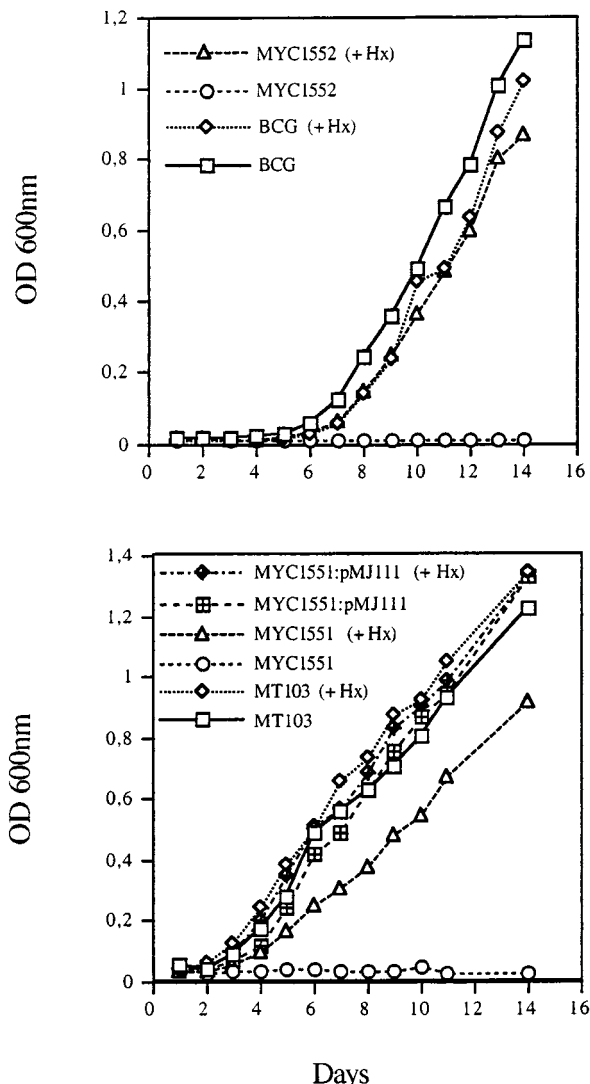 1,2
1
0,8
0,6
0,4
0,2
0
MYC1552 (+ Hx)
MYC1552
BCG (+ Hx)
BCG
OD 600nm
0 2 4 6 8 10 12 14 16
1,4
1,2
1
0.8
0.6
0,4
0.2
0
MYC1551:pMJ111 (+ Hx)
MYC1551:pMJ111
MYC1551 (+ Hx)
MYC1551
MT103 (+ Hx)
MT103
OD 600nm
0 2 4 6 8 10 12 14 16
Days